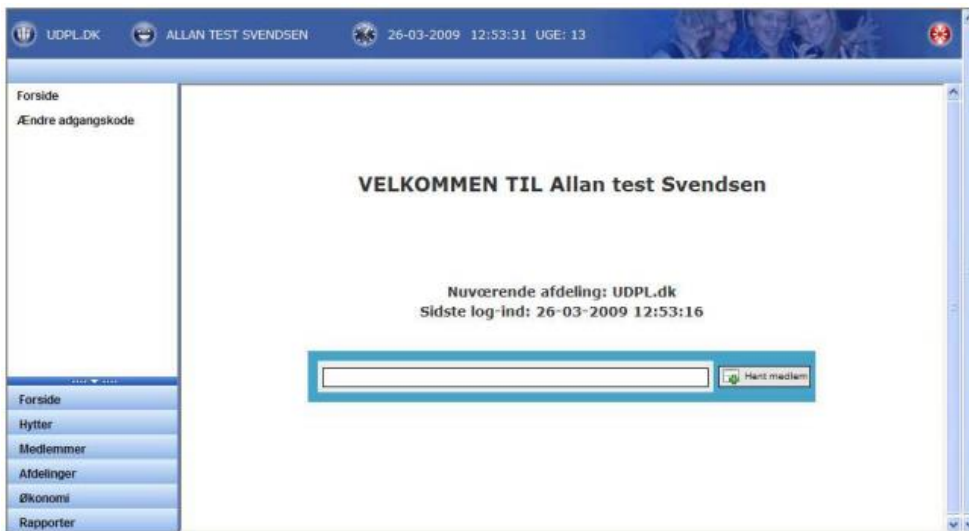 UDPL.DK ALLAN TEST SVENDSEN 26-03-2009 12:53:31 UGE: 13
Forside
Ændre adgangskode
VELKOMMEN TIL Allan test Svendsen
Nuværende afdeling: UDPL.dk
Sidste log-ind: 26-03-2009 12:53:16
Hent medlem
Forside
Hytter
Medlemmer
Afdelinger
Økonomi
Rapporter